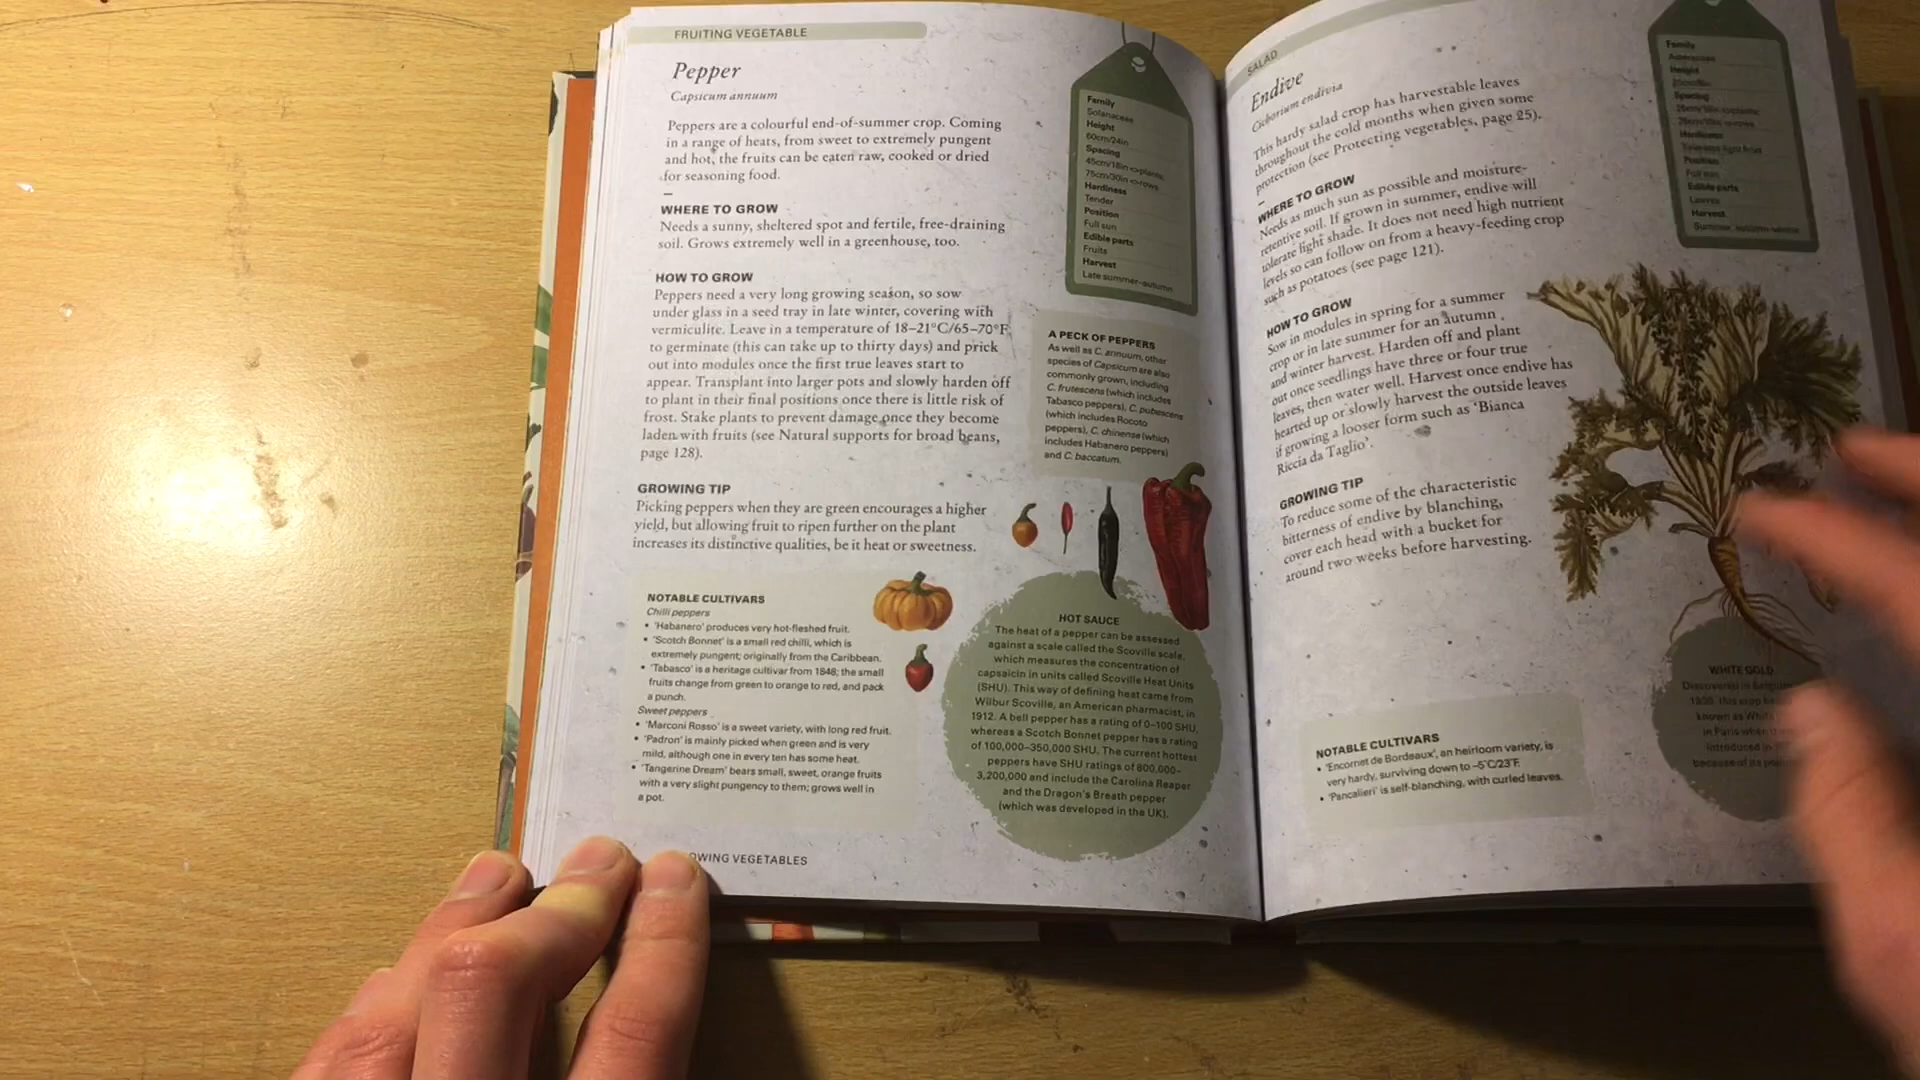 FRUITING VEGETABLE
Pepper
Capsicum annuum
Peppers are a colourful end-of-summer crop. Coming
in a range of heats, from sweet to extremely pungent
and hot, the fruits can be eaten raw, cooked or dried
for seasoning food.
WHERE TO GROW
Needs a sunny, sheltered spot and fertile, free-draining
soil. Grows extremely well in a greenhouse, too.
HOW TO GROW
Peppers need a very long growing season, so sow
under glass in a seed tray in late winter, covering with
vermiculite. Leave in a temperature of 18–21°C/65–70°F
to germinate (this can take up to thirty days) and prick
out into modules once the first true leaves start to
appear. Transplant into larger pots and slowly harden off
to plant in their final positions once there is little risk of
frost. Stake plants to prevent damage once they become
laden with fruits (see Natural supports for broad beans,
page 128).
GROWING TIP
Picking peppers when they are green encourages a higher
yield, but allowing fruit to ripen further on the plant
increases its distinctive qualities, be it heat or sweetness.
NOTABLE CULTIVARS
Chilli peppers
• 'Habanero' produces very hot-fleshed fruit.
• 'Scotch Bonnet' is a small red chilli, which is
extremely pungent; originally from the Caribbean.
• 'Tabasco' is a heritage cultivar from 1848; the small
fruits change from green to orange to red, and pack
a punch.
Sweet peppers
• 'Marconi Rosso' is a sweet variety, with long red fruit.
• 'Padron' is mainly picked when green and is very
mild, although one in every ten has some heat.
• 'Tangerine Dream' bears small, sweet, orange fruits
with a very slight pungency to them; grows well in
a pot.
OWING VEGETABLES
Family
Solanaceae
Height
60cm/24in
Spacing
45cm/18in <>plants;
75cm/30in <>rows
Hardiness
Tender
Position
Full sun
Edible parts
Fruits
Harvest
Late summer–autumn
A PECK OF PEPPERS
As well as C. annuum, other
species of Capsicum are also
commonly grown, including
C. frutescens (which includes
Tabasco peppers), C. pubescens
(which includes Rocoto
peppers), C. chinense (which
includes Habanero peppers)
and C. baccatum.
HOT SAUCE
The heat of a pepper can be assessed
against a scale called the Scoville scale,
which measures the concentration of
capsaicin in units called Scoville Heat Units
(SHU). This way of defining heat came from
Wilbur Scoville, an American pharmacist, in
1912. A bell pepper has a rating of 0–100 SHU,
whereas a Scotch Bonnet pepper has a rating
of 100,000–350,000 SHU. The current hottest
peppers have SHU ratings of 800,000–
3,200,000 and include the Carolina Reaper
and the Dragon's Breath pepper
(which was developed in the UK).
SALAD
Endive
Cichorium endivia
This hardy salad crop has harvestable leaves
throughout the cold months when given some
protection (see Protecting vegetables, page 25).
WHERE TO GROW
Needs as much sun as possible and moisture-
retentive soil. If grown in summer, endive will
tolerate light shade. It does not need high nutrient
levels so can follow on from a heavy-feeding crop
such as potatoes (see page 121).
HOW TO GROW
Sow in modules in spring for a summer
crop or in late summer for an autumn
and winter harvest. Harden off and plant
out once seedlings have three or four true
leaves, then water well. Harvest once endive has
hearted up or slowly harvest the outside leaves
if growing a looser form such as 'Bianca
Riccia da Taglio'.
GROWING TIP
To reduce some of the characteristic
bitterness of endive by blanching,
cover each head with a bucket for
around two weeks before harvesting.
NOTABLE CULTIVARS
• 'Encornet de Bordeaux', an heirloom variety, is
very hardy, surviving down to –5°C/23°F.
• 'Pancalieri' is self-blanching, with curled leaves.
Family
Asteraceae
Height
Spacing
Hardiness
Tolerates light frost
Position
Full sun
Edible parts
Leaves
Harvest
Summer, autumn–winter
WHITE GOLD
Discovered in
this crop
known as
in Paris when
introduced in
because of its